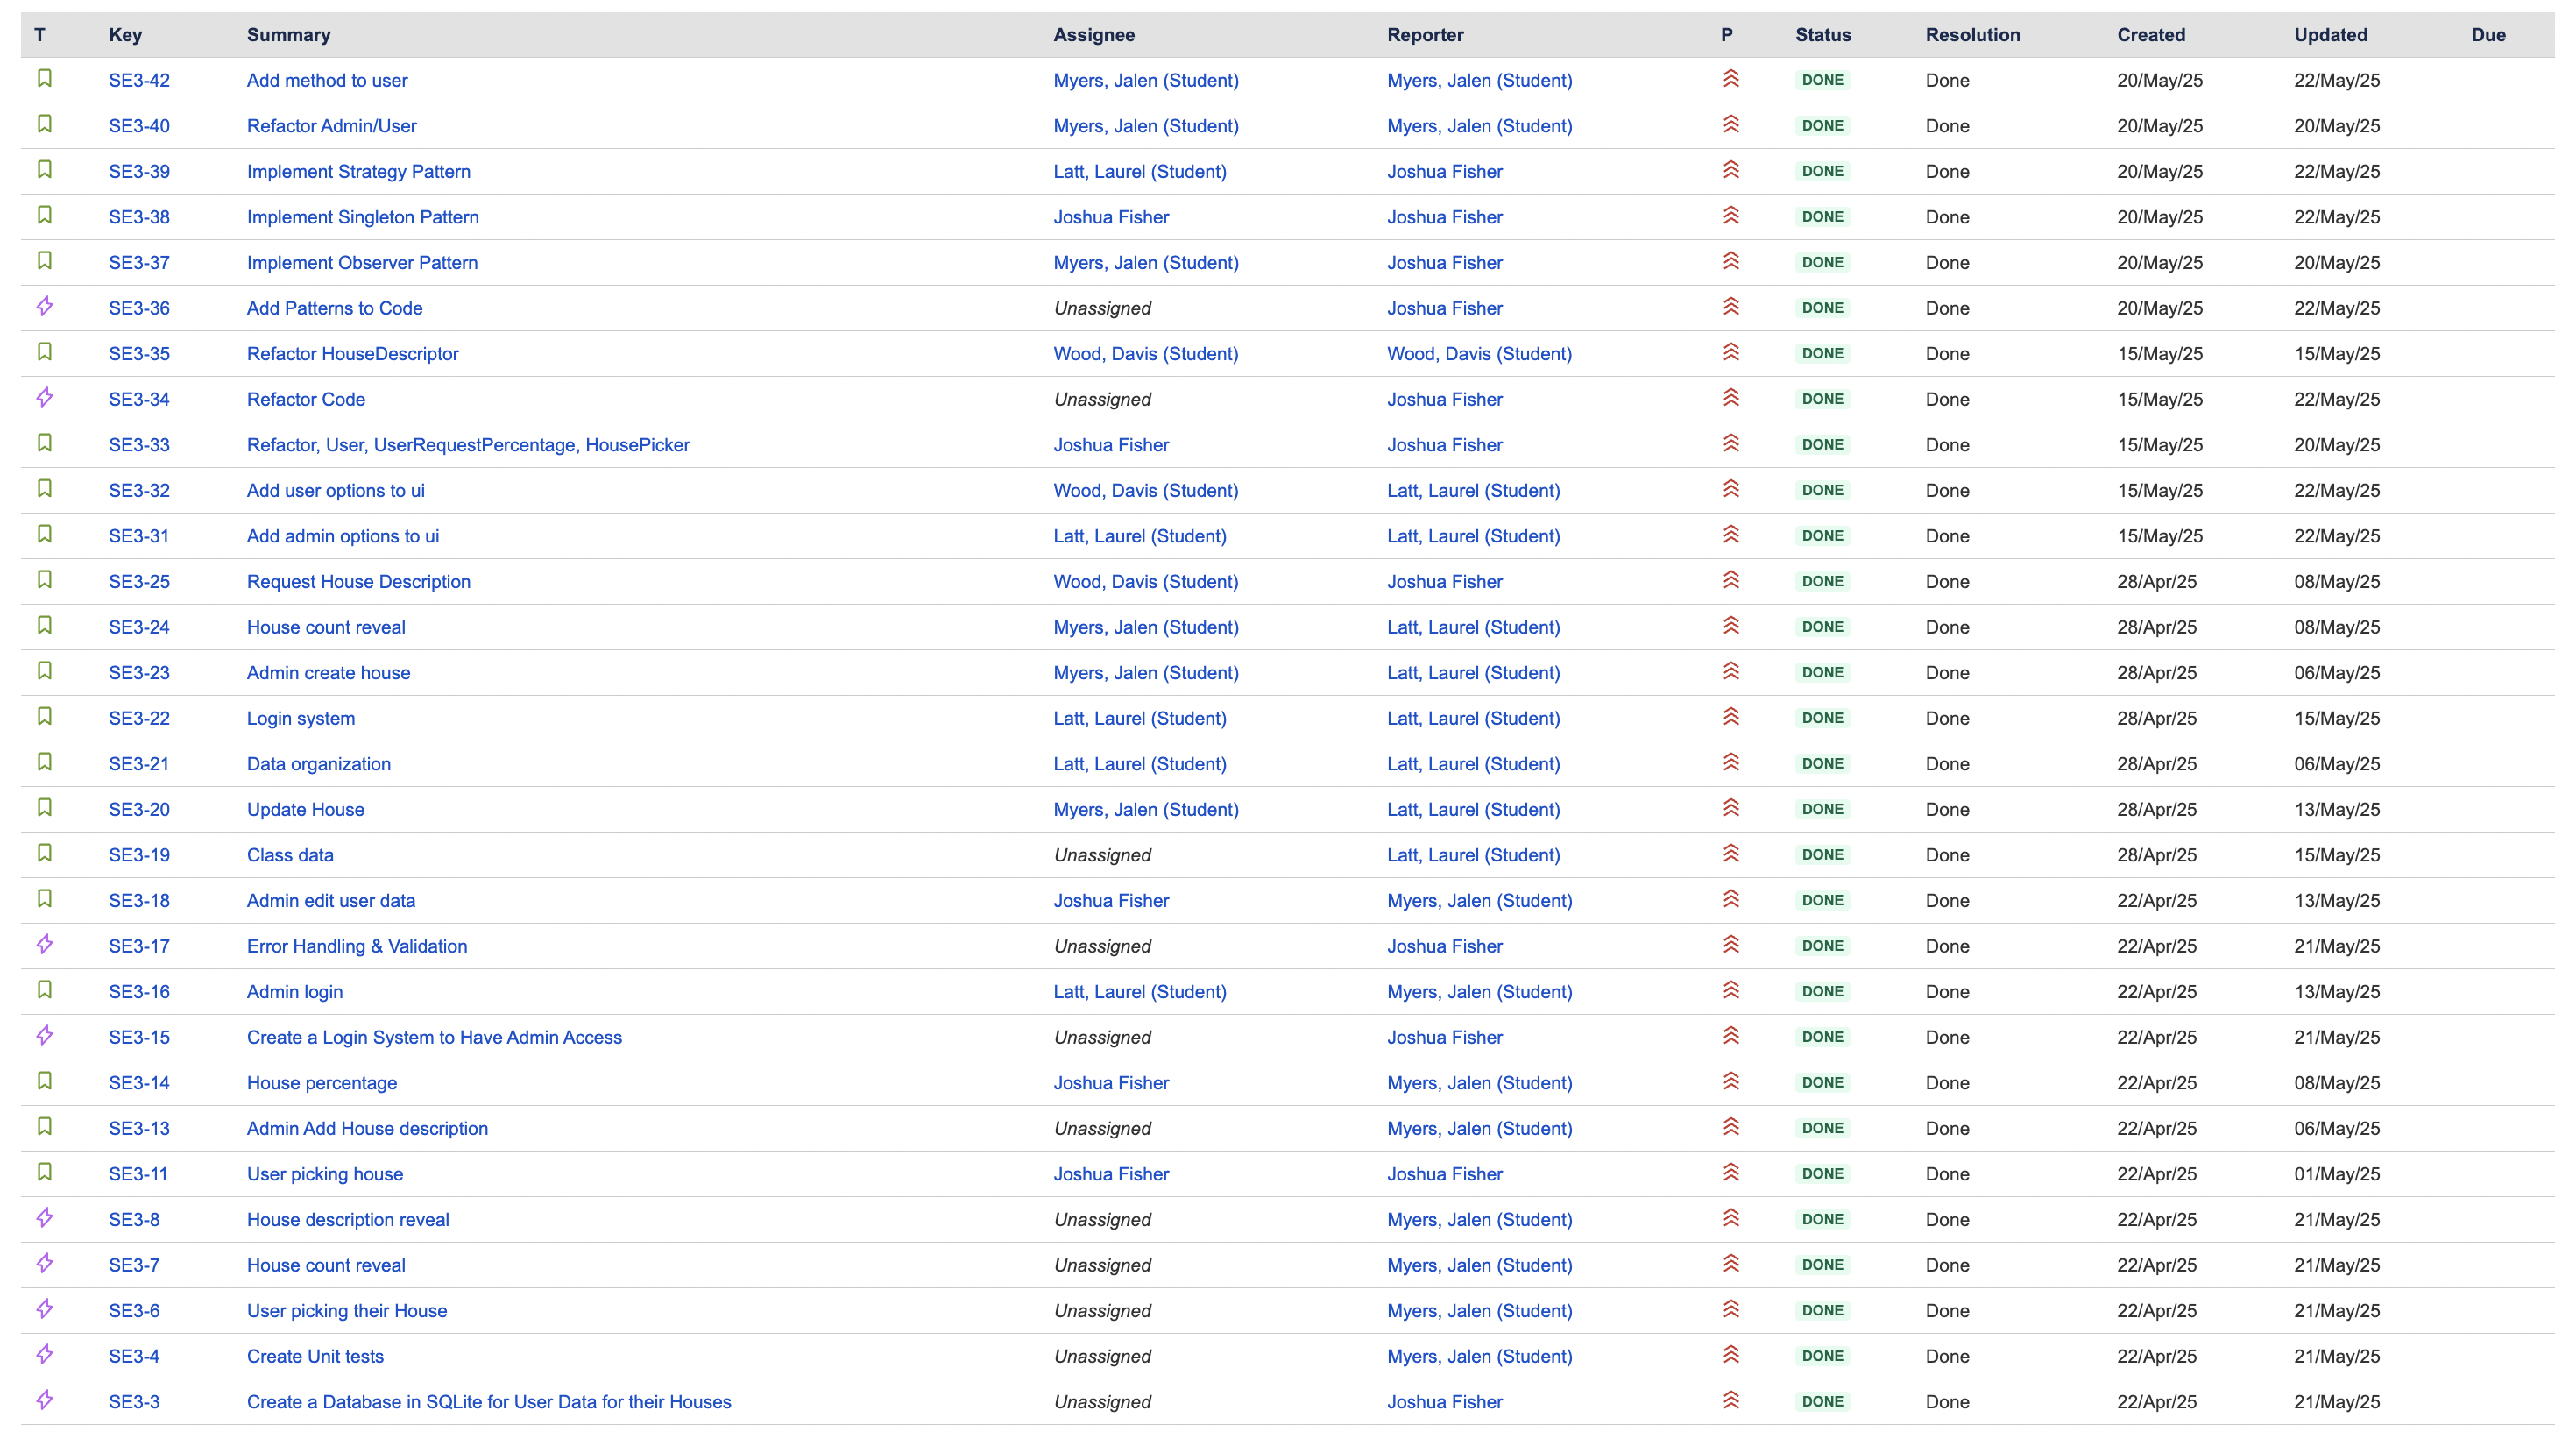 T Key Summary Assignee Reporter P Status Resolution Created Updated Due
SE3-42 Add method to user Myers, Jalen (Student) Myers, Jalen (Student) DONE Done 20/May/25 22/May/25
SE3-40 Refactor Admin/User Myers, Jalen (Student) Myers, Jalen (Student) DONE Done 20/May/25 20/May/25
SE3-39 Implement Strategy Pattern Latt, Laurel (Student) Joshua Fisher DONE Done 20/May/25 22/May/25
SE3-38 Implement Singleton Pattern Joshua Fisher Joshua Fisher DONE Done 20/May/25 22/May/25
SE3-37 Implement Observer Pattern Myers, Jalen (Student) Joshua Fisher DONE Done 20/May/25 20/May/25
SE3-36 Add Patterns to Code Unassigned Joshua Fisher DONE Done 20/May/25 22/May/25
SE3-35 Refactor HouseDescriptor Wood, Davis (Student) Wood, Davis (Student) DONE Done 15/May/25 15/May/25
SE3-34 Refactor Code Unassigned Joshua Fisher DONE Done 15/May/25 22/May/25
SE3-33 Refactor, User, UserRequestPercentage, HousePicker Joshua Fisher Joshua Fisher DONE Done 15/May/25 20/May/25
SE3-32 Add user options to ui Wood, Davis (Student) Latt, Laurel (Student) DONE Done 15/May/25 22/May/25
SE3-31 Add admin options to ui Latt, Laurel (Student) Latt, Laurel (Student) DONE Done 15/May/25 22/May/25
SE3-25 Request House Description Wood, Davis (Student) Joshua Fisher DONE Done 28/Apr/25 08/May/25
SE3-24 House count reveal Myers, Jalen (Student) Latt, Laurel (Student) DONE Done 28/Apr/25 08/May/25
SE3-23 Admin create house Myers, Jalen (Student) Latt, Laurel (Student) DONE Done 28/Apr/25 06/May/25
SE3-22 Login system Latt, Laurel (Student) Latt, Laurel (Student) DONE Done 28/Apr/25 15/May/25
SE3-21 Data organization Latt, Laurel (Student) Latt, Laurel (Student) DONE Done 28/Apr/25 06/May/25
SE3-20 Update House Myers, Jalen (Student) Latt, Laurel (Student) DONE Done 28/Apr/25 13/May/25
SE3-19 Class data Unassigned Latt, Laurel (Student) DONE Done 28/Apr/25 15/May/25
SE3-18 Admin edit user data Joshua Fisher Myers, Jalen (Student) DONE Done 22/Apr/25 13/May/25
SE3-17 Error Handling & Validation Unassigned Joshua Fisher DONE Done 22/Apr/25 21/May/25
SE3-16 Admin login Latt, Laurel (Student) Myers, Jalen (Student) DONE Done 22/Apr/25 13/May/25
SE3-15 Create a Login System to Have Admin Access Unassigned Joshua Fisher DONE Done 22/Apr/25 21/May/25
SE3-14 House percentage Joshua Fisher Myers, Jalen (Student) DONE Done 22/Apr/25 08/May/25
SE3-13 Admin Add House description Unassigned Myers, Jalen (Student) DONE Done 22/Apr/25 06/May/25
SE3-11 User picking house Joshua Fisher Joshua Fisher DONE Done 22/Apr/25 01/May/25
SE3-8 House description reveal Unassigned Myers, Jalen (Student) DONE Done 22/Apr/25 21/May/25
SE3-7 House count reveal Unassigned Myers, Jalen (Student) DONE Done 22/Apr/25 21/May/25
SE3-6 User picking their House Unassigned Myers, Jalen (Student) DONE Done 22/Apr/25 21/May/25
SE3-4 Create Unit tests Unassigned Myers, Jalen (Student) DONE Done 22/Apr/25 21/May/25
SE3-3 Create a Database in SQLite for User Data for their Houses Unassigned Joshua Fisher DONE Done 22/Apr/25 21/May/25